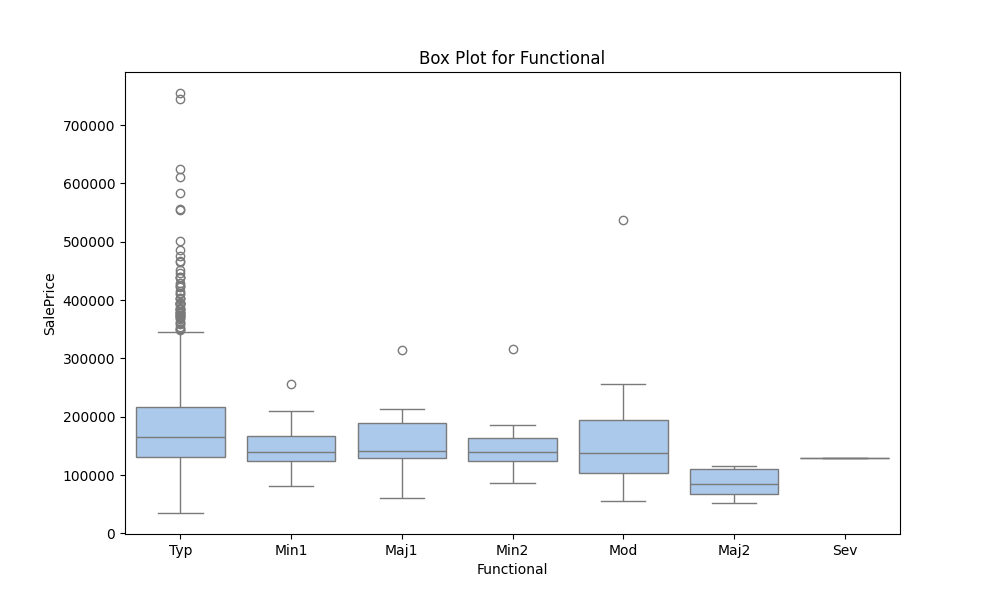 Box Plot for Functional
SalePrice
700000
600000
500000
400000
300000
200000
100000
0
Typ Min1 Maj1 Min2 Mod Maj2 Sev
Functional